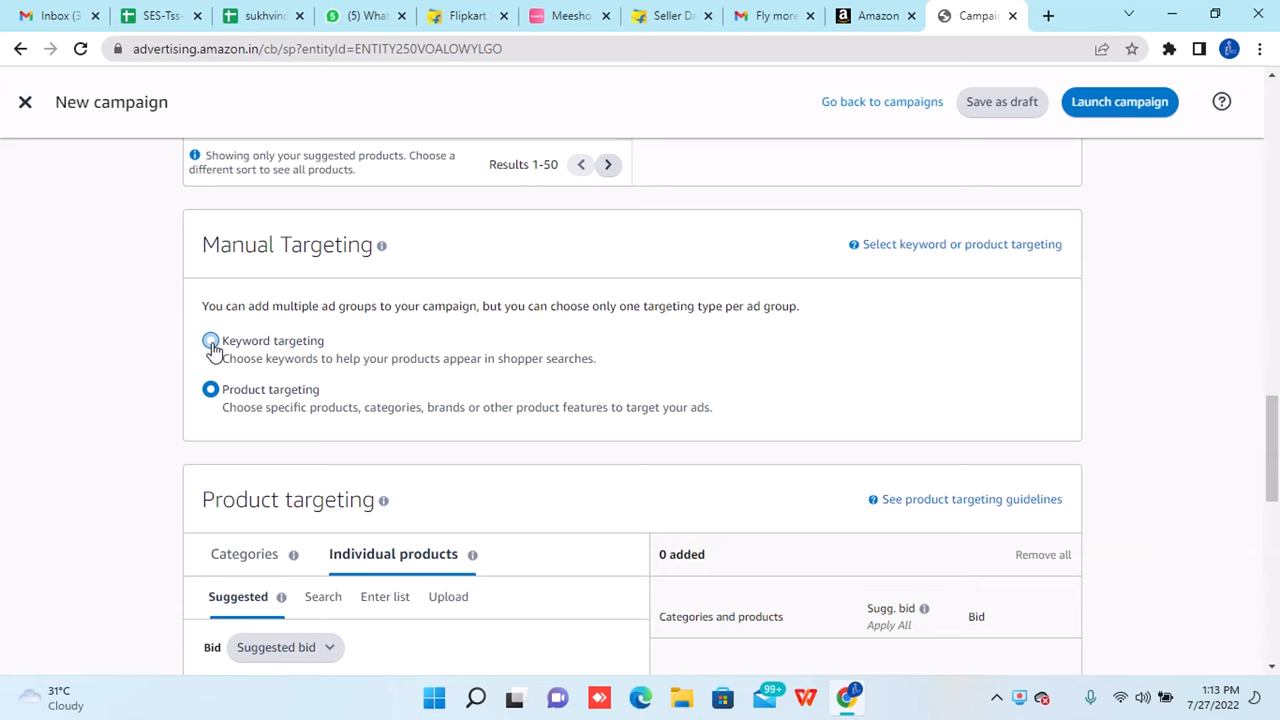 Inbox (3
SES-Tss-
sukhvinc
(5) What
Flipkart
Meesho
Seller Da
Fly more
Amazon
Campaig
advertising.amazon.in/cb/sp?entityId=ENTITY250VOALOWYLGO
New campaign
Go back to campaigns
Save as draft
Launch campaign
Showing only your suggested products. Choose a
different sort to see all products.
Results 1-50
Manual Targeting
Select keyword or product targeting
You can add multiple ad groups to your campaign, but you can choose only one targeting type per ad group.
Keyword targeting
Choose keywords to help your products appear in shopper searches.
Product targeting
Choose specific products, categories, brands or other product features to target your ads.
Product targeting
See product targeting guidelines
Categories
Individual products
0 added
Remove all
Suggested
Search
Enter list
Upload
Categories and products
Sugg. bid
Apply All
Bid
Bid
Suggested bid
31°C
Cloudy
99+
1:13 PM
7/27/2022